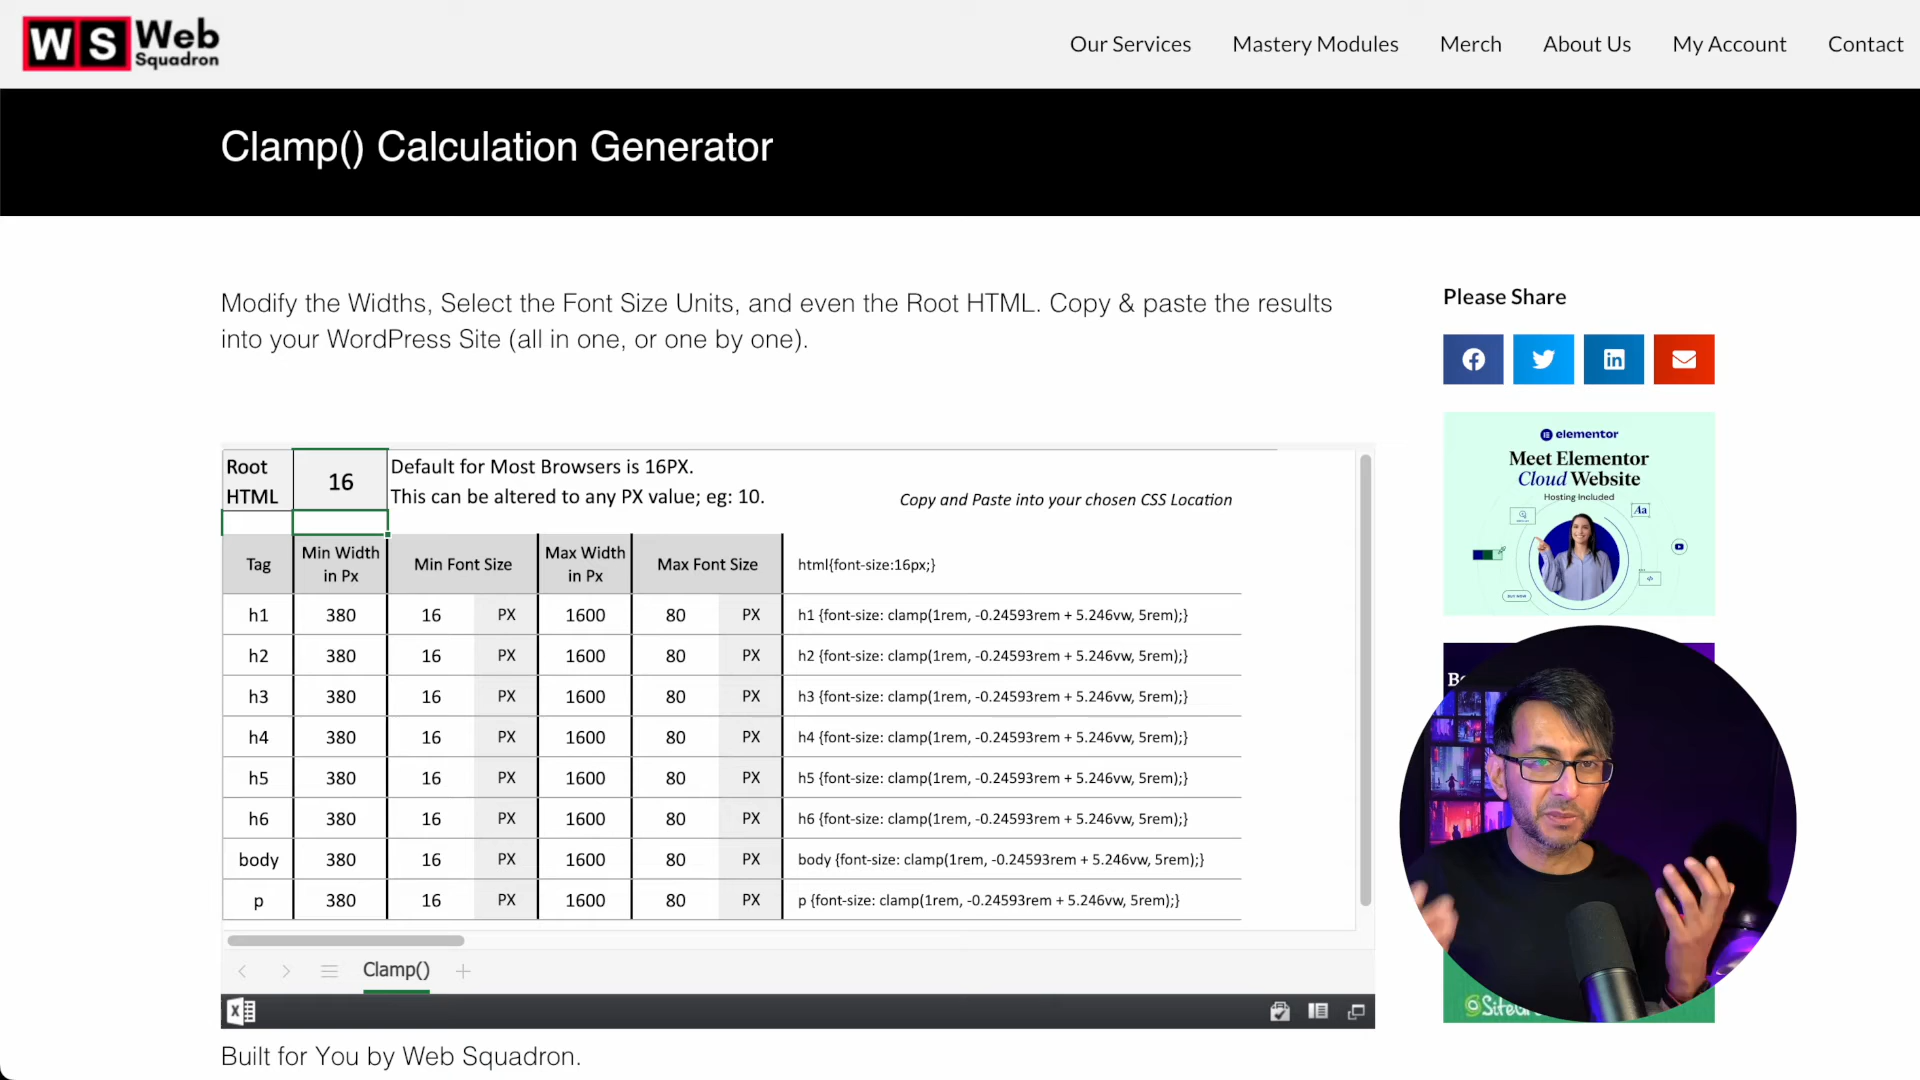 WS Web
Squadron
Our Services Mastery Modules Merch About Us My Account Contact
Clamp() Calculation Generator
Modify the Widths, Select the Font Size Units, and even the Root HTML. Copy & paste the results
into your WordPress Site (all in one, or one by one).
Please Share
elementor
Meet Elementor
Cloud Website
Hosting Included
Aa
BUY NOW
Root
HTML
16
Default for Most Browsers is 16PX.
This can be altered to any PX value; eg: 10.
Copy and Paste into your chosen CSS Location
Tag Min Width in Px Min Font Size Max Width in Px Max Font Size html{font-size:16px;}
h1 380 16 PX 1600 80 PX h1 {font-size: clamp(1rem, -0.24593rem + 5.246vw, 5rem);}
h2 380 16 PX 1600 80 PX h2 {font-size: clamp(1rem, -0.24593rem + 5.246vw, 5rem);}
h3 380 16 PX 1600 80 PX h3 {font-size: clamp(1rem, -0.24593rem + 5.246vw, 5rem);}
h4 380 16 PX 1600 80 PX h4 {font-size: clamp(1rem, -0.24593rem + 5.246vw, 5rem);}
h5 380 16 PX 1600 80 PX h5 {font-size: clamp(1rem, -0.24593rem + 5.246vw, 5rem);}
h6 380 16 PX 1600 80 PX h6 {font-size: clamp(1rem, -0.24593rem + 5.246vw, 5rem);}
body 380 16 PX 1600 80 PX body {font-size: clamp(1rem, -0.24593rem + 5.246vw, 5rem);}
p 380 16 PX 1600 80 PX p {font-size: clamp(1rem, -0.24593rem + 5.246vw, 5rem);}
Clamp()
Built for You by Web Squadron.